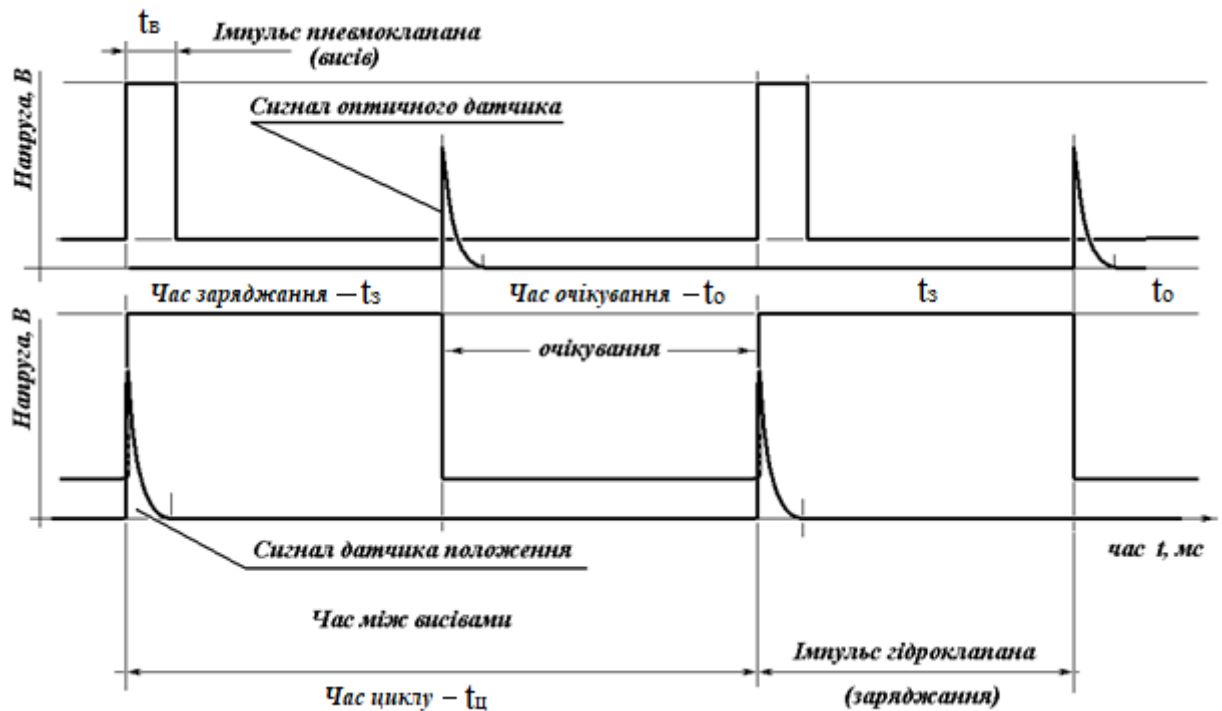 tв
Імпульс пневмоклапана
(висів)
Напруга, В
Сигнал оптичного датчика
Час заряджання – tз
Час очікування – tо
tз
tо
Напруга, В
очікування
Сигнал датчика положення
час t, мс
Час між висівами
Імпульс гідроклапана
(заряджання)
Час циклу – tц